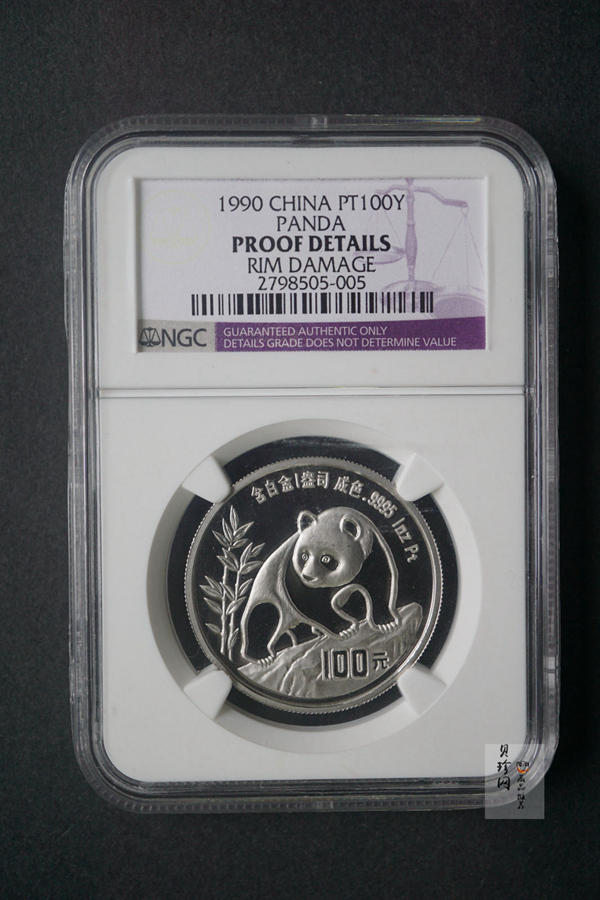 1990 CHINA PT100Y
PANDA
PROOF DETAILS
RIM DAMAGE
2798505-005
NGC
GUARANTEED AUTHENTIC ONLY
DETAILS GRADE DOES NOT DETERMINE VALUE
含白金1盎司 成色.9995 1oz Pt
100元
贝珍网